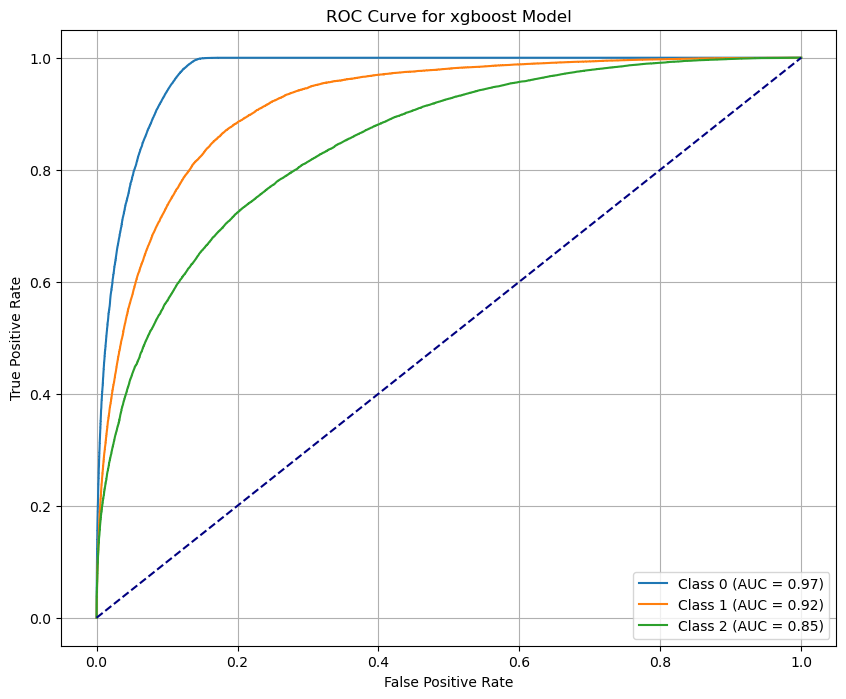 ROC Curve for xgboost Model
True Positive Rate
1.0
0.8
0.6
0.4
0.2
0.0
0.0 0.2 0.4 0.6 0.8 1.0
False Positive Rate
Class 0 (AUC = 0.97)
Class 1 (AUC = 0.92)
Class 2 (AUC = 0.85)